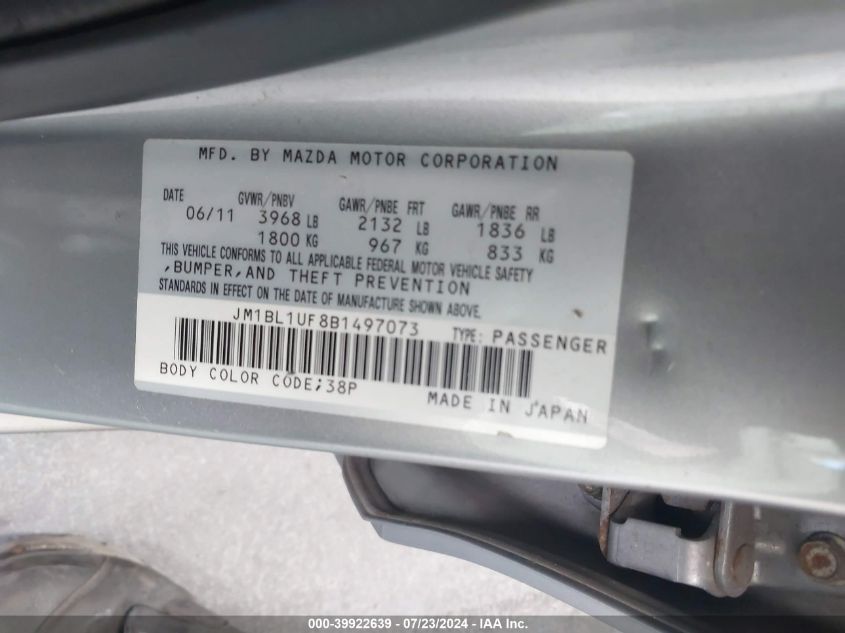 MFD. BY MAZDA MOTOR CORPORATION
DATE GVWR/PNBV GAWR/PNBE FRT GAWR/PNBE RR
06/11 3968 LB 2132 LB 1836 LB
1800 KG 967 KG 833 KG
THIS VEHICLE CONFORMS TO ALL APPLICABLE FEDERAL MOTOR VEHICLE SAFETY
,BUMPER,AND THEFT PREVENTION
STANDARDS IN EFFECT ON THE DATE OF MANUFACTURE SHOWN ABOVE.
JM1BL1UF8B1497073 TYPE: PASSENGER
BODY COLOR CODE;38P
MADE IN JAPAN
000-39922639 / 07/23/2024 - IAA Inc.